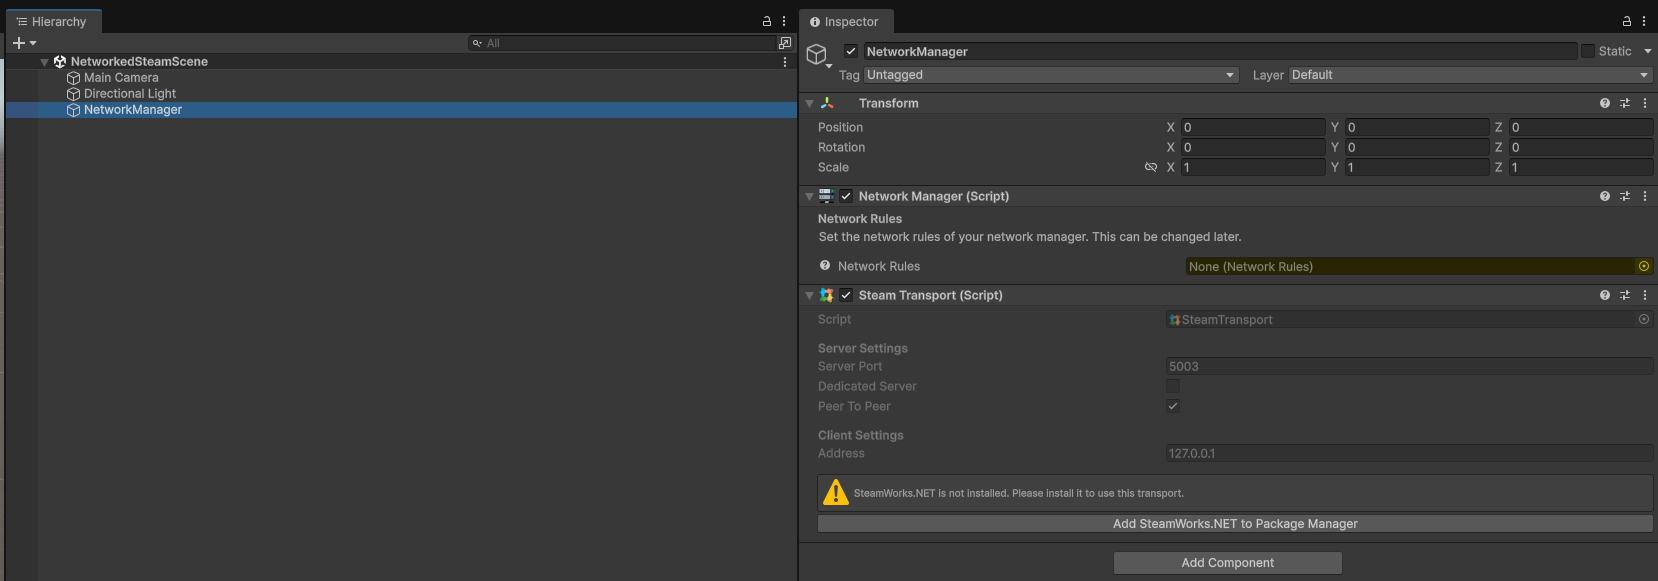 Hierarchy
All
NetworkedSteamScene
Main Camera
Directional Light
NetworkManager
Inspector
NetworkManager Static
Tag Untagged Layer Default
Transform
Position X 0 Y 0 Z 0
Rotation X 0 Y 0 Z 0
Scale X 1 Y 1 Z 1
Network Manager (Script)
Network Rules
Set the network rules of your network manager. This can be changed later.
Network Rules None (Network Rules)
Steam Transport (Script)
Script SteamTransport
Server Settings
Server Port 5003
Dedicated Server
Peer To Peer
Client Settings
Address 127.0.0.1
SteamWorks.NET is not installed. Please install it to use this transport.
Add SteamWorks.NET to Package Manager
Add Component